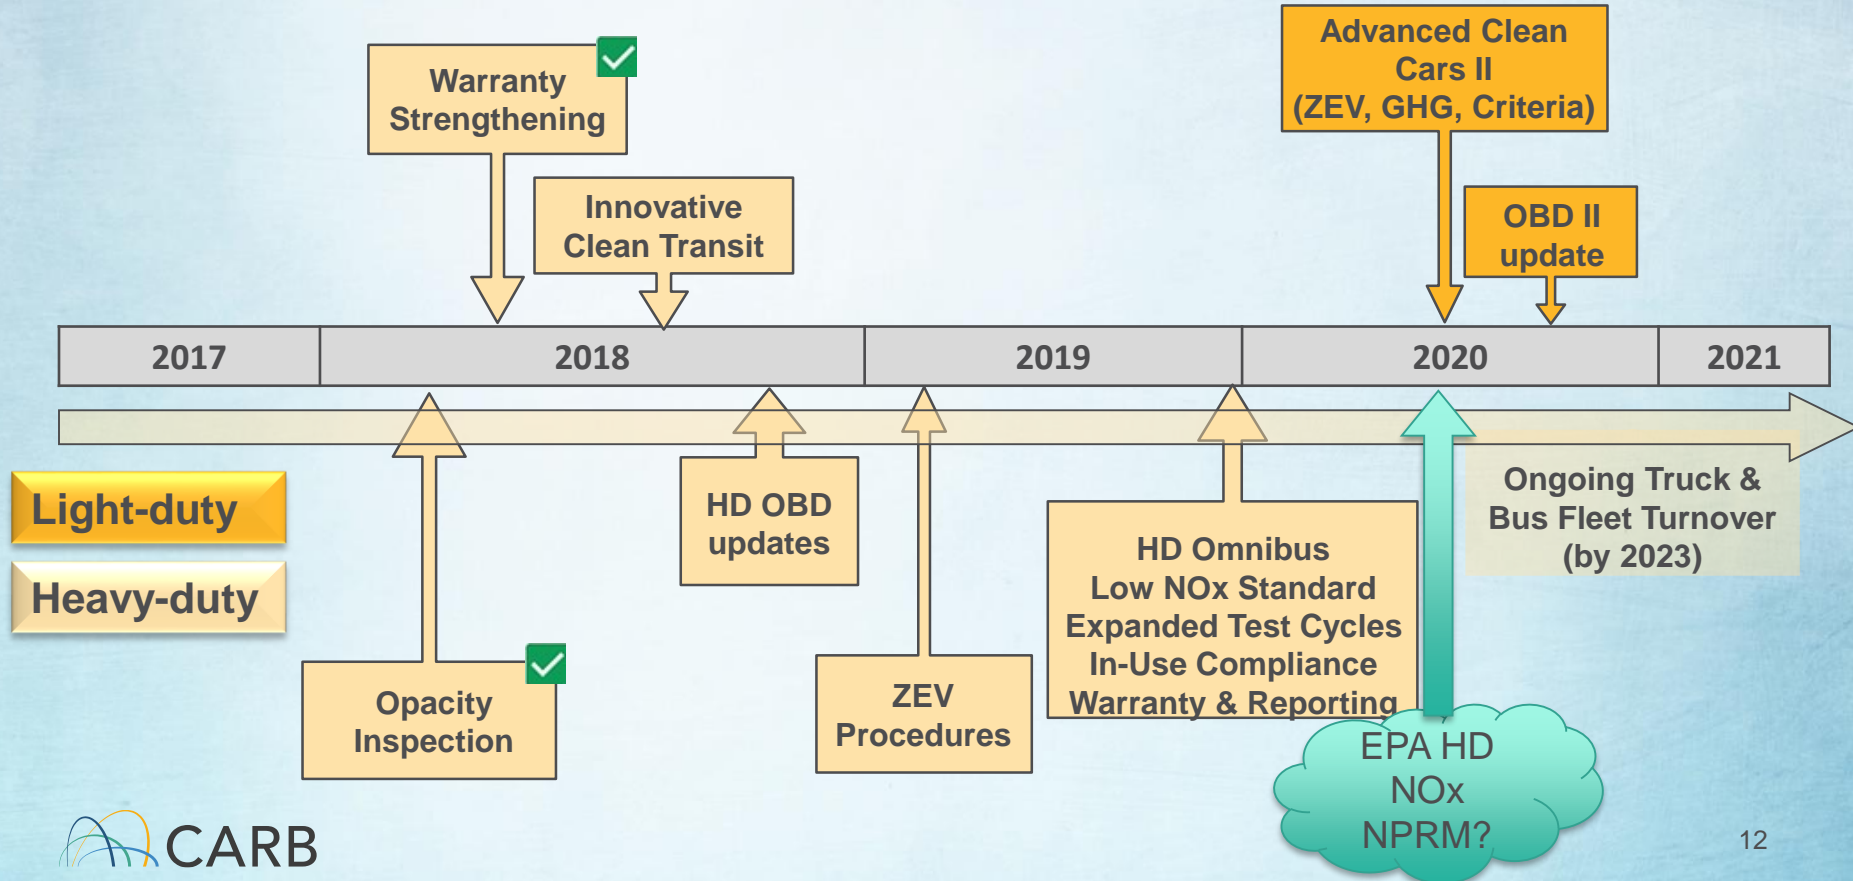 Warranty
Strengthening
Innovative
Clean Transit
Advanced Clean
Cars II
(ZEV, GHG, Criteria)
OBD II
update
2017
2018
2019
2020
2021
Light-duty
Heavy-duty
Opacity
Inspection
HD OBD
updates
ZEV
Procedures
HD Omnibus
Low NOx Standard
Expanded Test Cycles
In-Use Compliance
Warranty & Reporting
Ongoing Truck &
Bus Fleet Turnover
(by 2023)
EPA HD
NOx
NPRM?
CARB
12